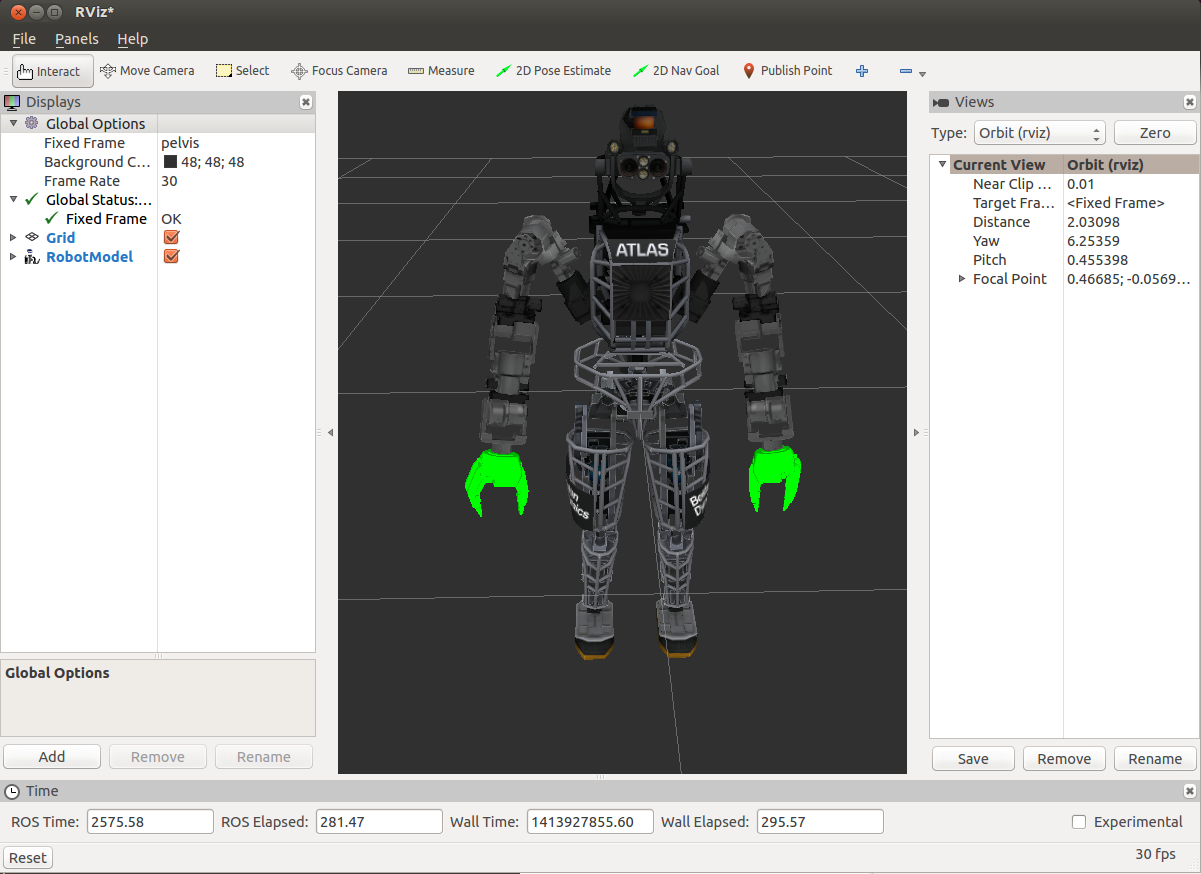 RViz*
File Panels Help
Interact Move Camera Select Focus Camera Measure 2D Pose Estimate 2D Nav Goal Publish Point
Displays
Global Options
Fixed Frame pelvis
Background C... 48; 48; 48
Frame Rate 30
Global Status:...
Fixed Frame OK
Grid
RobotModel
Global Options
Add Remove Rename
ATLAS
Views
Type: Orbit (rviz) Zero
Current View Orbit (rviz)
Near Clip ... 0.01
Target Fra... <Fixed Frame>
Distance 2.03098
Yaw 6.25359
Pitch 0.455398
Focal Point 0.46685; -0.0569...
Save Remove Rename
Time
ROS Time: 2575.58 ROS Elapsed: 281.47 Wall Time: 1413927855.60 Wall Elapsed: 295.57 Experimental
Reset 30 fps